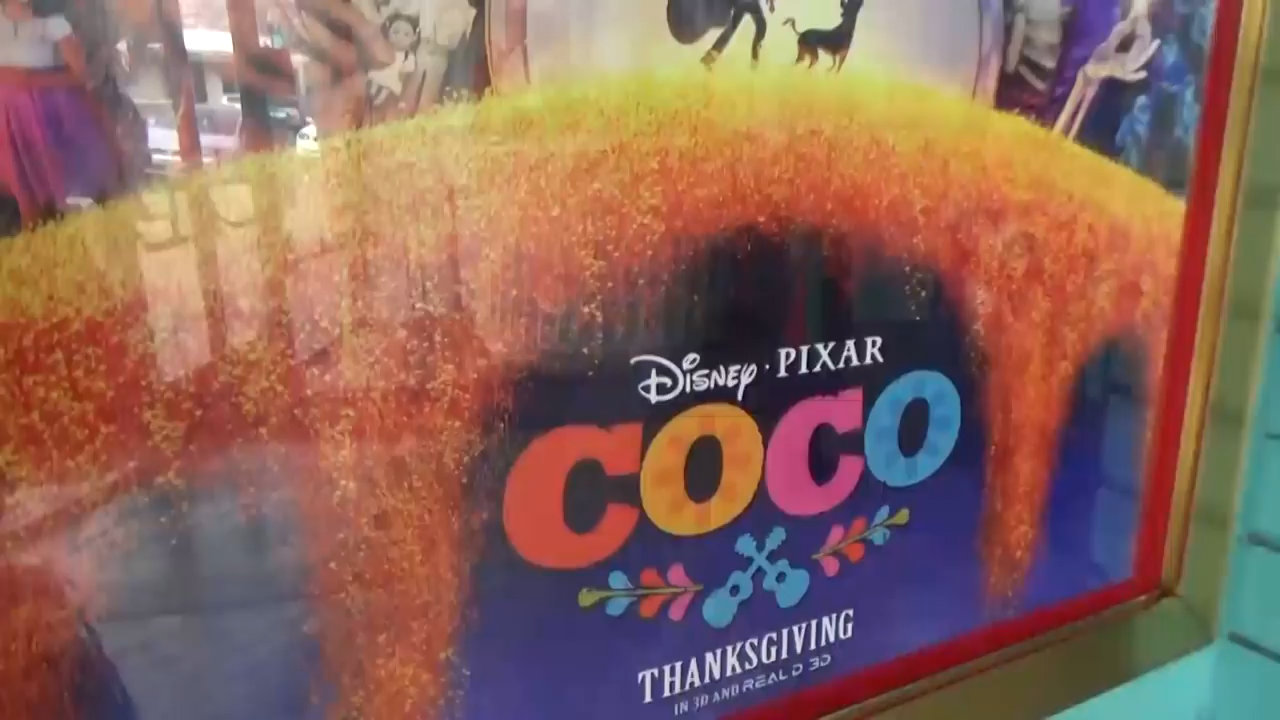 DISNEY · PIXAR
COCO
THANKSGIVING
IN 3D AND REAL D 3D